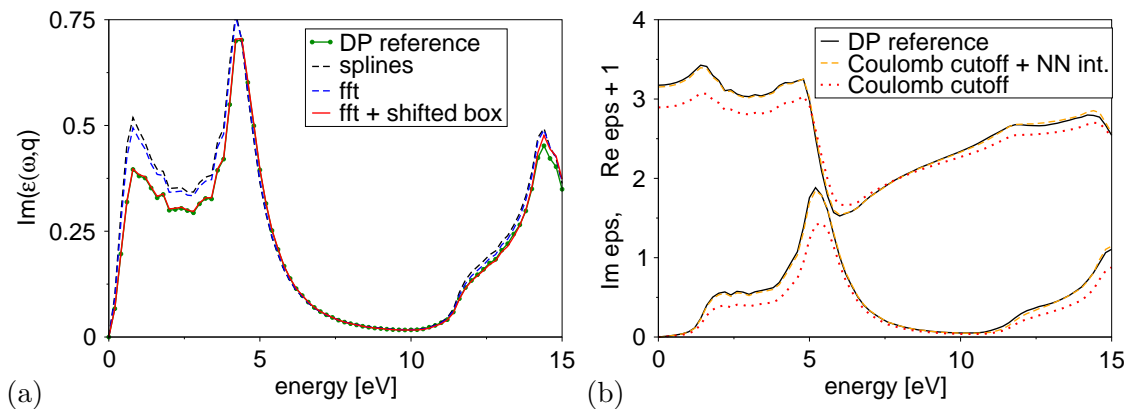 0.75
0.5
0.25
0
Im(ε(ω,q)
DP reference
splines
fft
fft + shifted box
0 5 10 15
energy [eV]
(a)
4
3
2
1
0
Im eps, Re eps + 1
DP reference
Coulomb cutoff + NN int.
Coulomb cutoff
0 5 10 15
energy [eV]
(b)